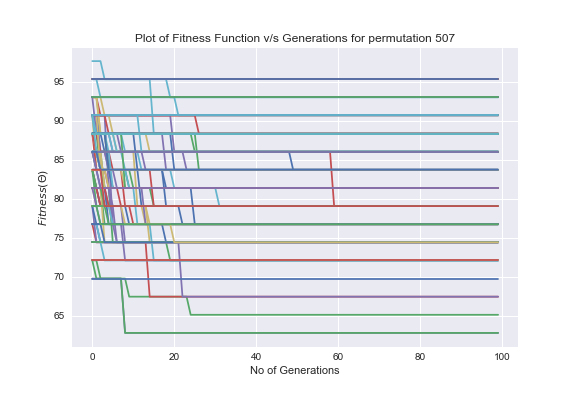 Plot of Fitness Function v/s Generations for permutation 507
95
90
85
80
75
70
65
Fitness(Θ)
0 20 40 60 80 100
No of Generations